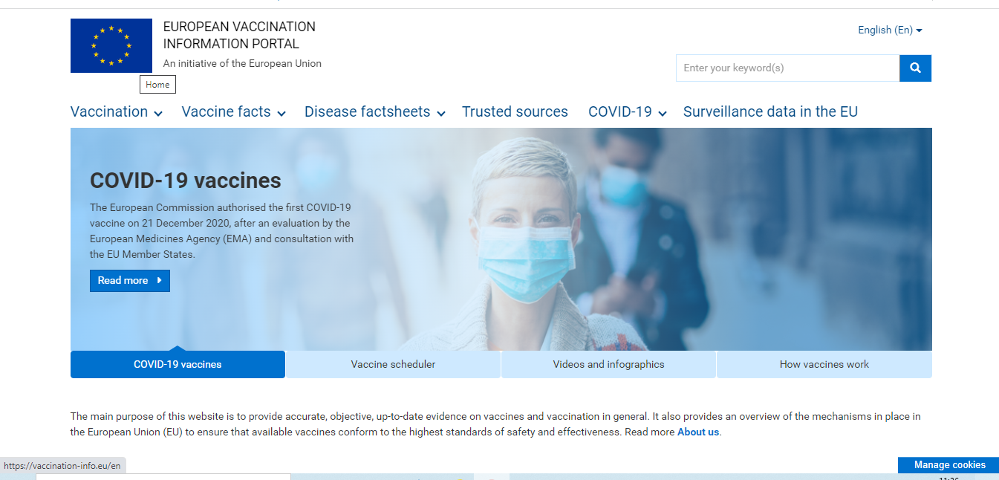 EUROPEAN VACCINATION
INFORMATION PORTAL
An initiative of the European Union
English (En)
Enter your keyword(s)
Home
Vaccination
Vaccine facts
Disease factsheets
Trusted sources
COVID-19
Surveillance data in the EU
COVID-19 vaccines
The European Commission authorised the first COVID-19
vaccine on 21 December 2020, after an evaluation by the
European Medicines Agency (EMA) and consultation with
the EU Member States.
Read more
COVID-19 vaccines
Vaccine scheduler
Videos and infographics
How vaccines work
The main purpose of this website is to provide accurate, objective, up-to-date evidence on vaccines and vaccination in general. It also provides an overview of the mechanisms in place in
the European Union (EU) to ensure that available vaccines conform to the highest standards of safety and effectiveness. Read more About us.
https://vaccination-info.eu/en
Manage cookies